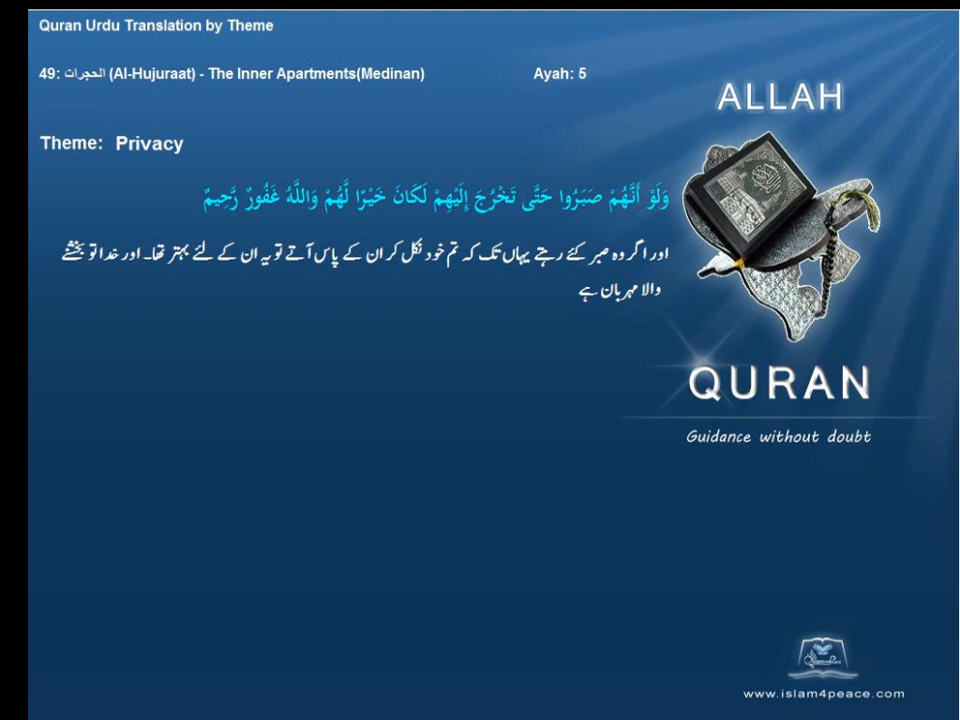 Quran Urdu Translation by Theme
49: الحجرات (Al-Hujuraat) - The Inner Apartments(Medinan) Ayah: 5
ALLAH
Theme: Privacy
وَلَوْ أَنَّهُمْ صَبَرُوا حَتَّى تَخْرُجَ إِلَيْهِمْ لَكَانَ خَيْرًا لَّهُمْ وَاللَّهُ غَفُورٌ رَّحِيمٌ
اور اگر وہ صبر کئے رہتے یہاں تک کہ تم خود نکل کر ان کے پاس آتے تو یہ ان کے لئے بہتر تھا۔ اور خدا تو بخشنے
والا مہربان ہے
QURAN
Guidance without doubt
www.islam4peace.com